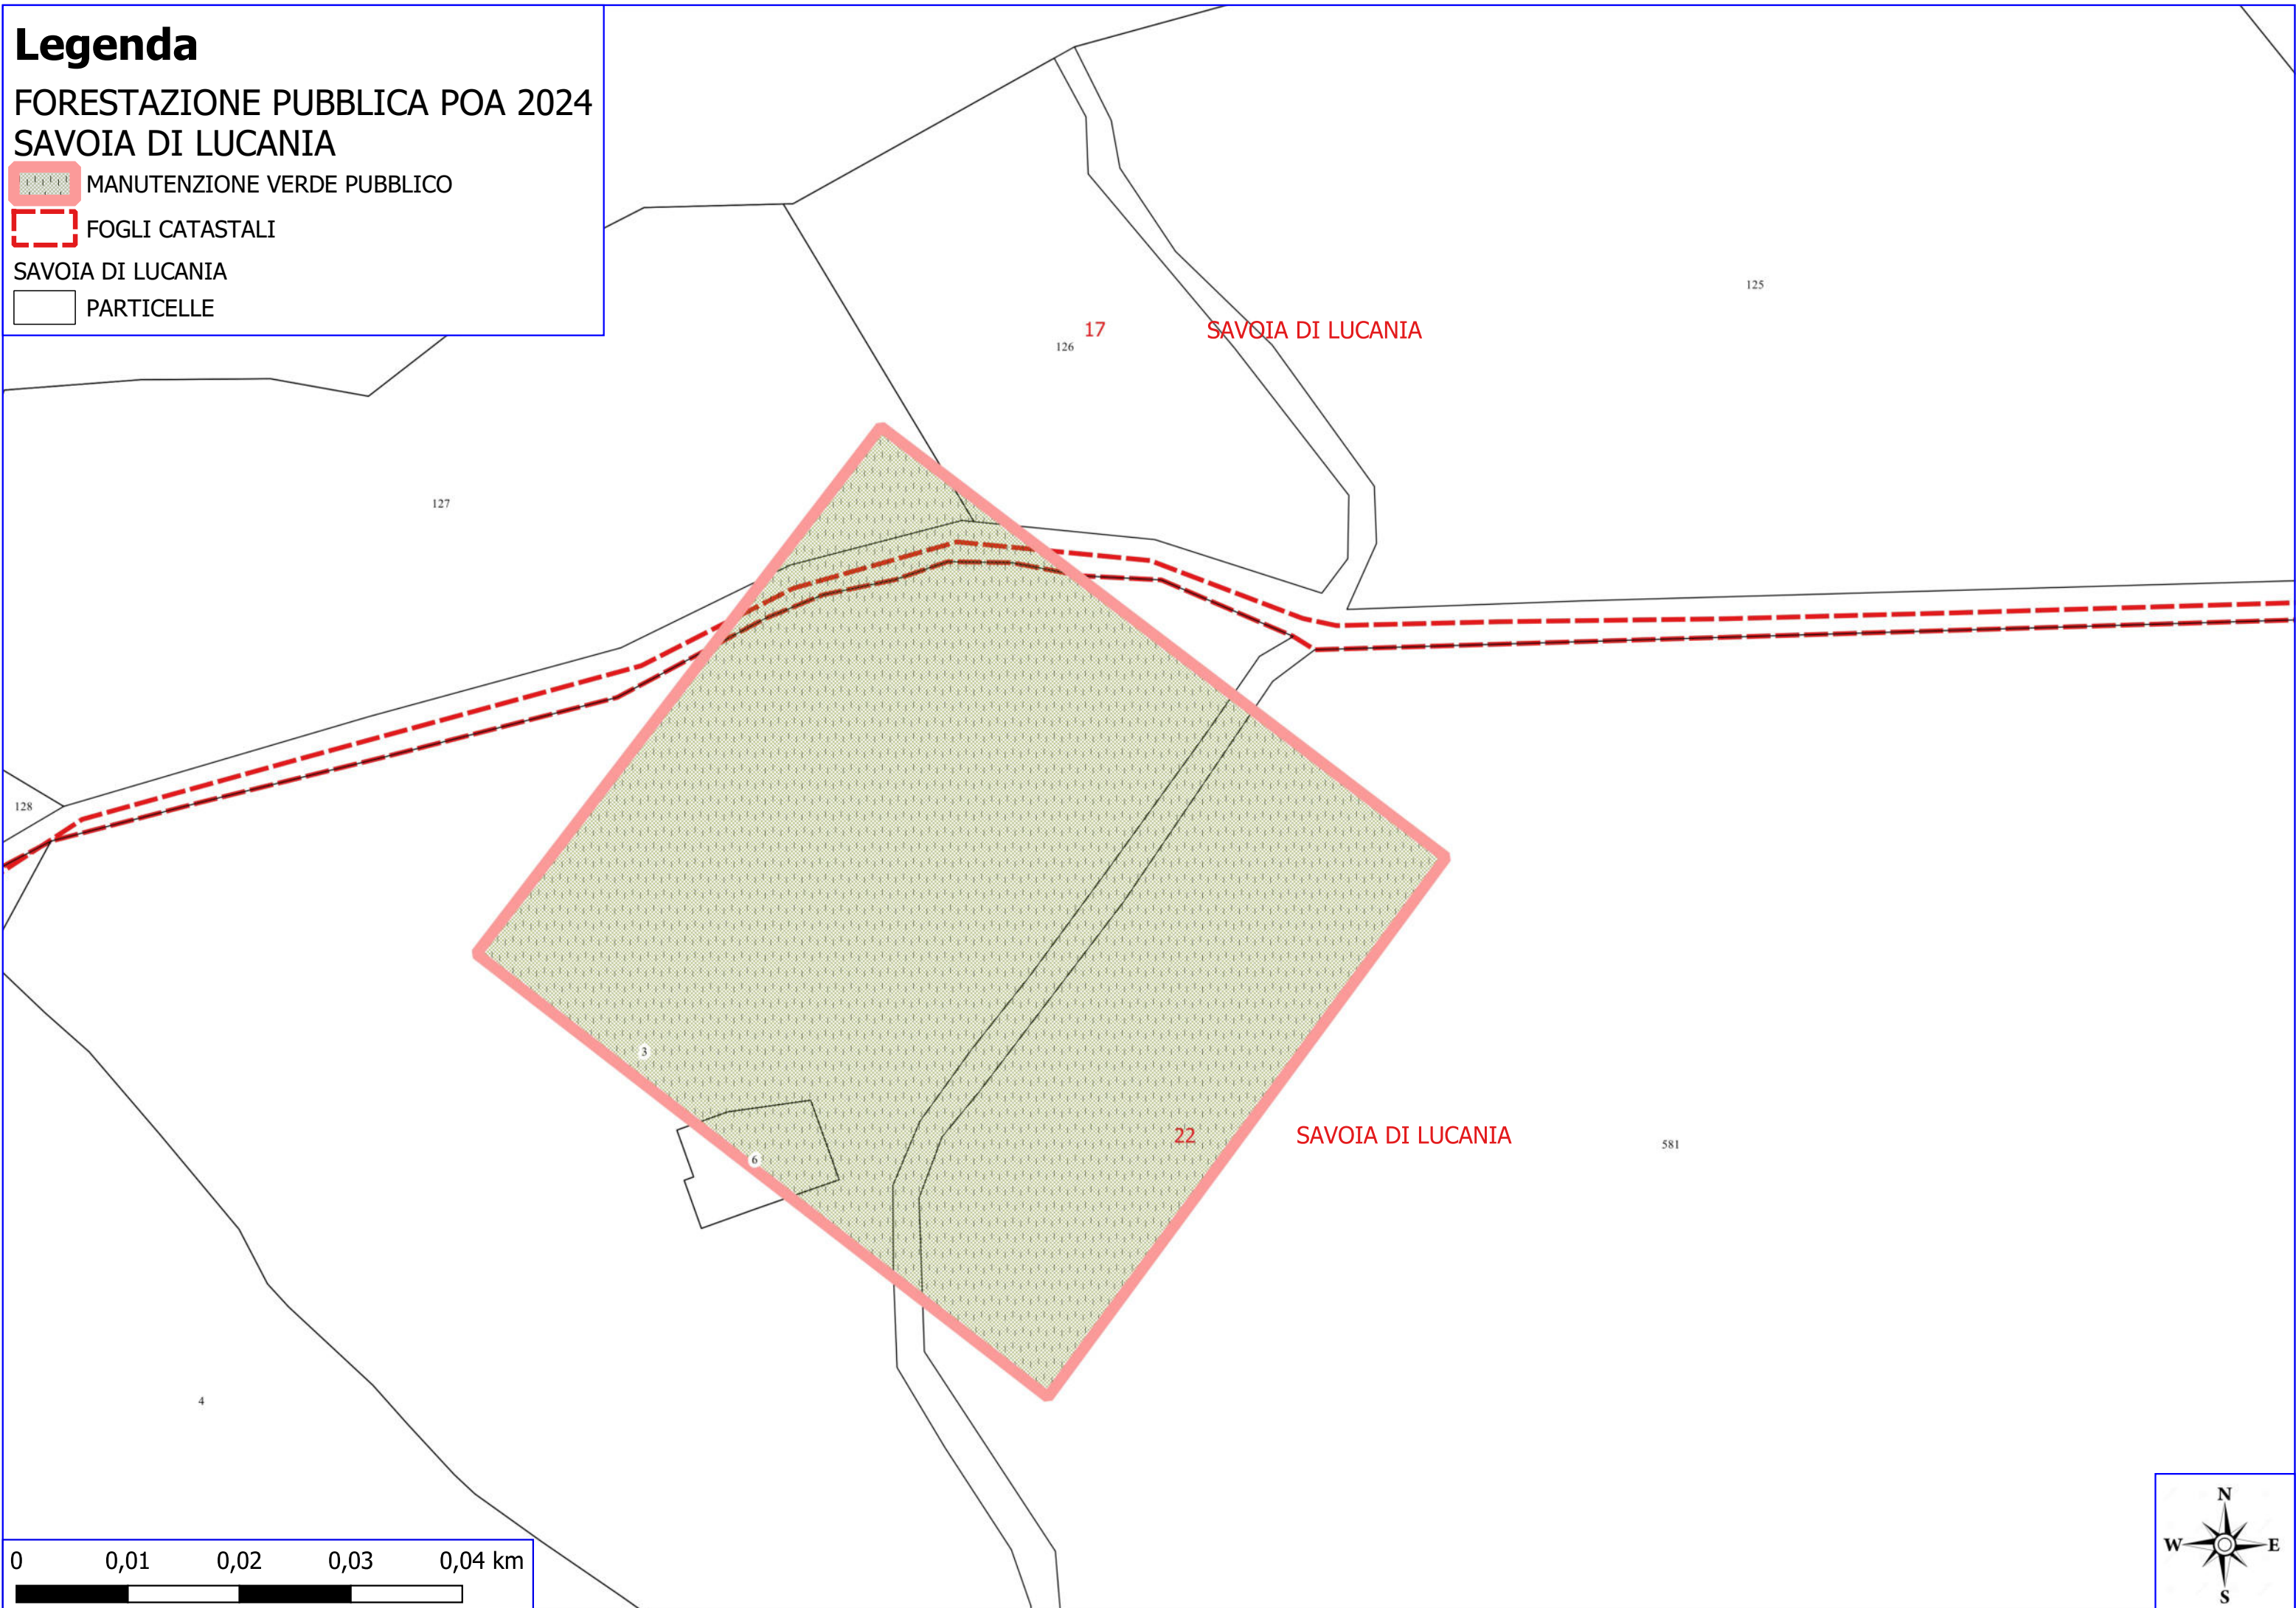 Legenda
FORESTAZIONE PUBBLICA POA 2024
SAVOIA DI LUCANIA
MANUTENZIONE VERDE PUBBLICO
FOGLI CATASTALI
SAVOIA DI LUCANIA
PARTICELLE
125
17 SAVOIA DI LUCANIA
126
127
128
3
22 SAVOIA DI LUCANIA
581
6
4
N
W E
S
0 0,01 0,02 0,03 0,04 km